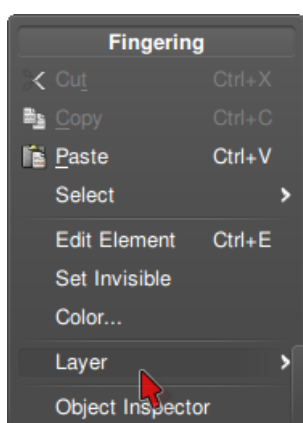 Fingering
Cut Ctrl+X
Copy Ctrl+C
Paste Ctrl+V
Select
Edit Element Ctrl+E
Set Invisible
Color...
Layer
Object Inspector